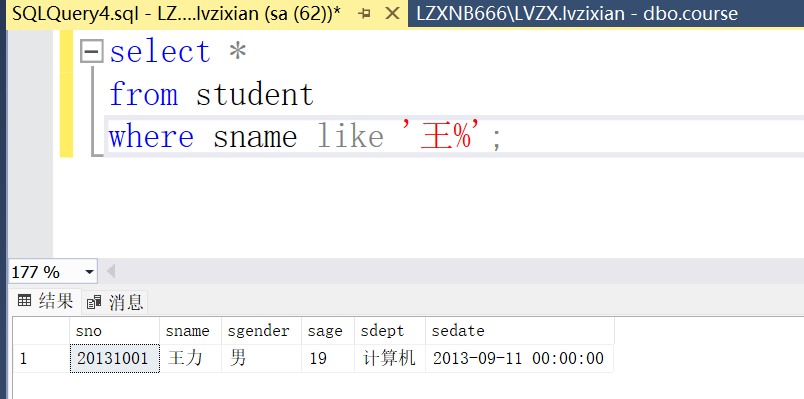 SQLQuery4.sql - LZ....lvzixian (sa (62))* LZXNB666\LVZX.lvzixian - dbo.course
select *
from student
where sname like '王%';
177 %
结果 消息
sno sname sgender sage sdept sedate
1 20131001 王力 男 19 计算机 2013-09-11 00:00:00